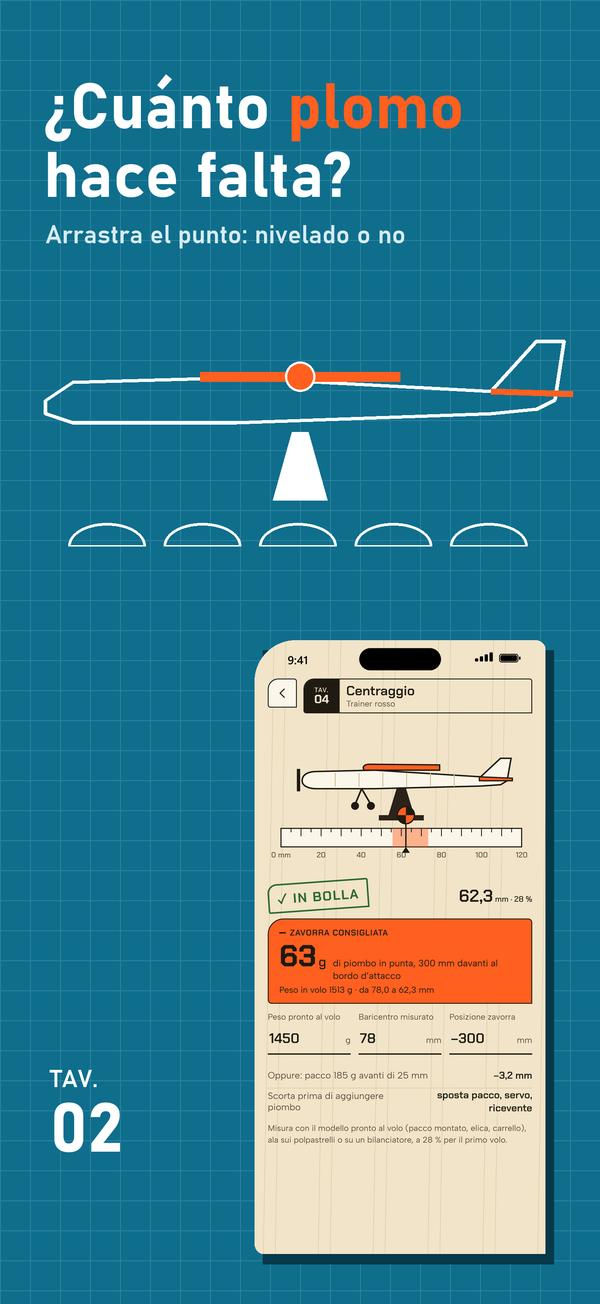 ¿Cuánto plomo
hace falta?
Arrastra el punto: nivelado o no
9:41
TAV.
04
Centraggio
Trainer rosso
0 mm 20 40 60 80 100 120
✓ IN BOLLA
62,3 mm · 28 %
— ZAVORRA CONSIGLIATA
63 g di piombo in punta, 300 mm davanti al
bordo d'attacco
Peso in volo 1513 g · da 78,0 a 62,3 mm
Peso pronto al volo Baricentro misurato Posizione zavorra
1450 g 78 mm −300 mm
Oppure: pacco 185 g avanti di 25 mm −3,2 mm
Scorta prima di aggiungere
piombo
sposta pacco, servo,
ricevente
Misura con il modello pronto al volo (pacco montato, elica, carrello),
ala sui polpastrelli o su un bilanciatore, a 28 % per il primo volo.
TAV.
02